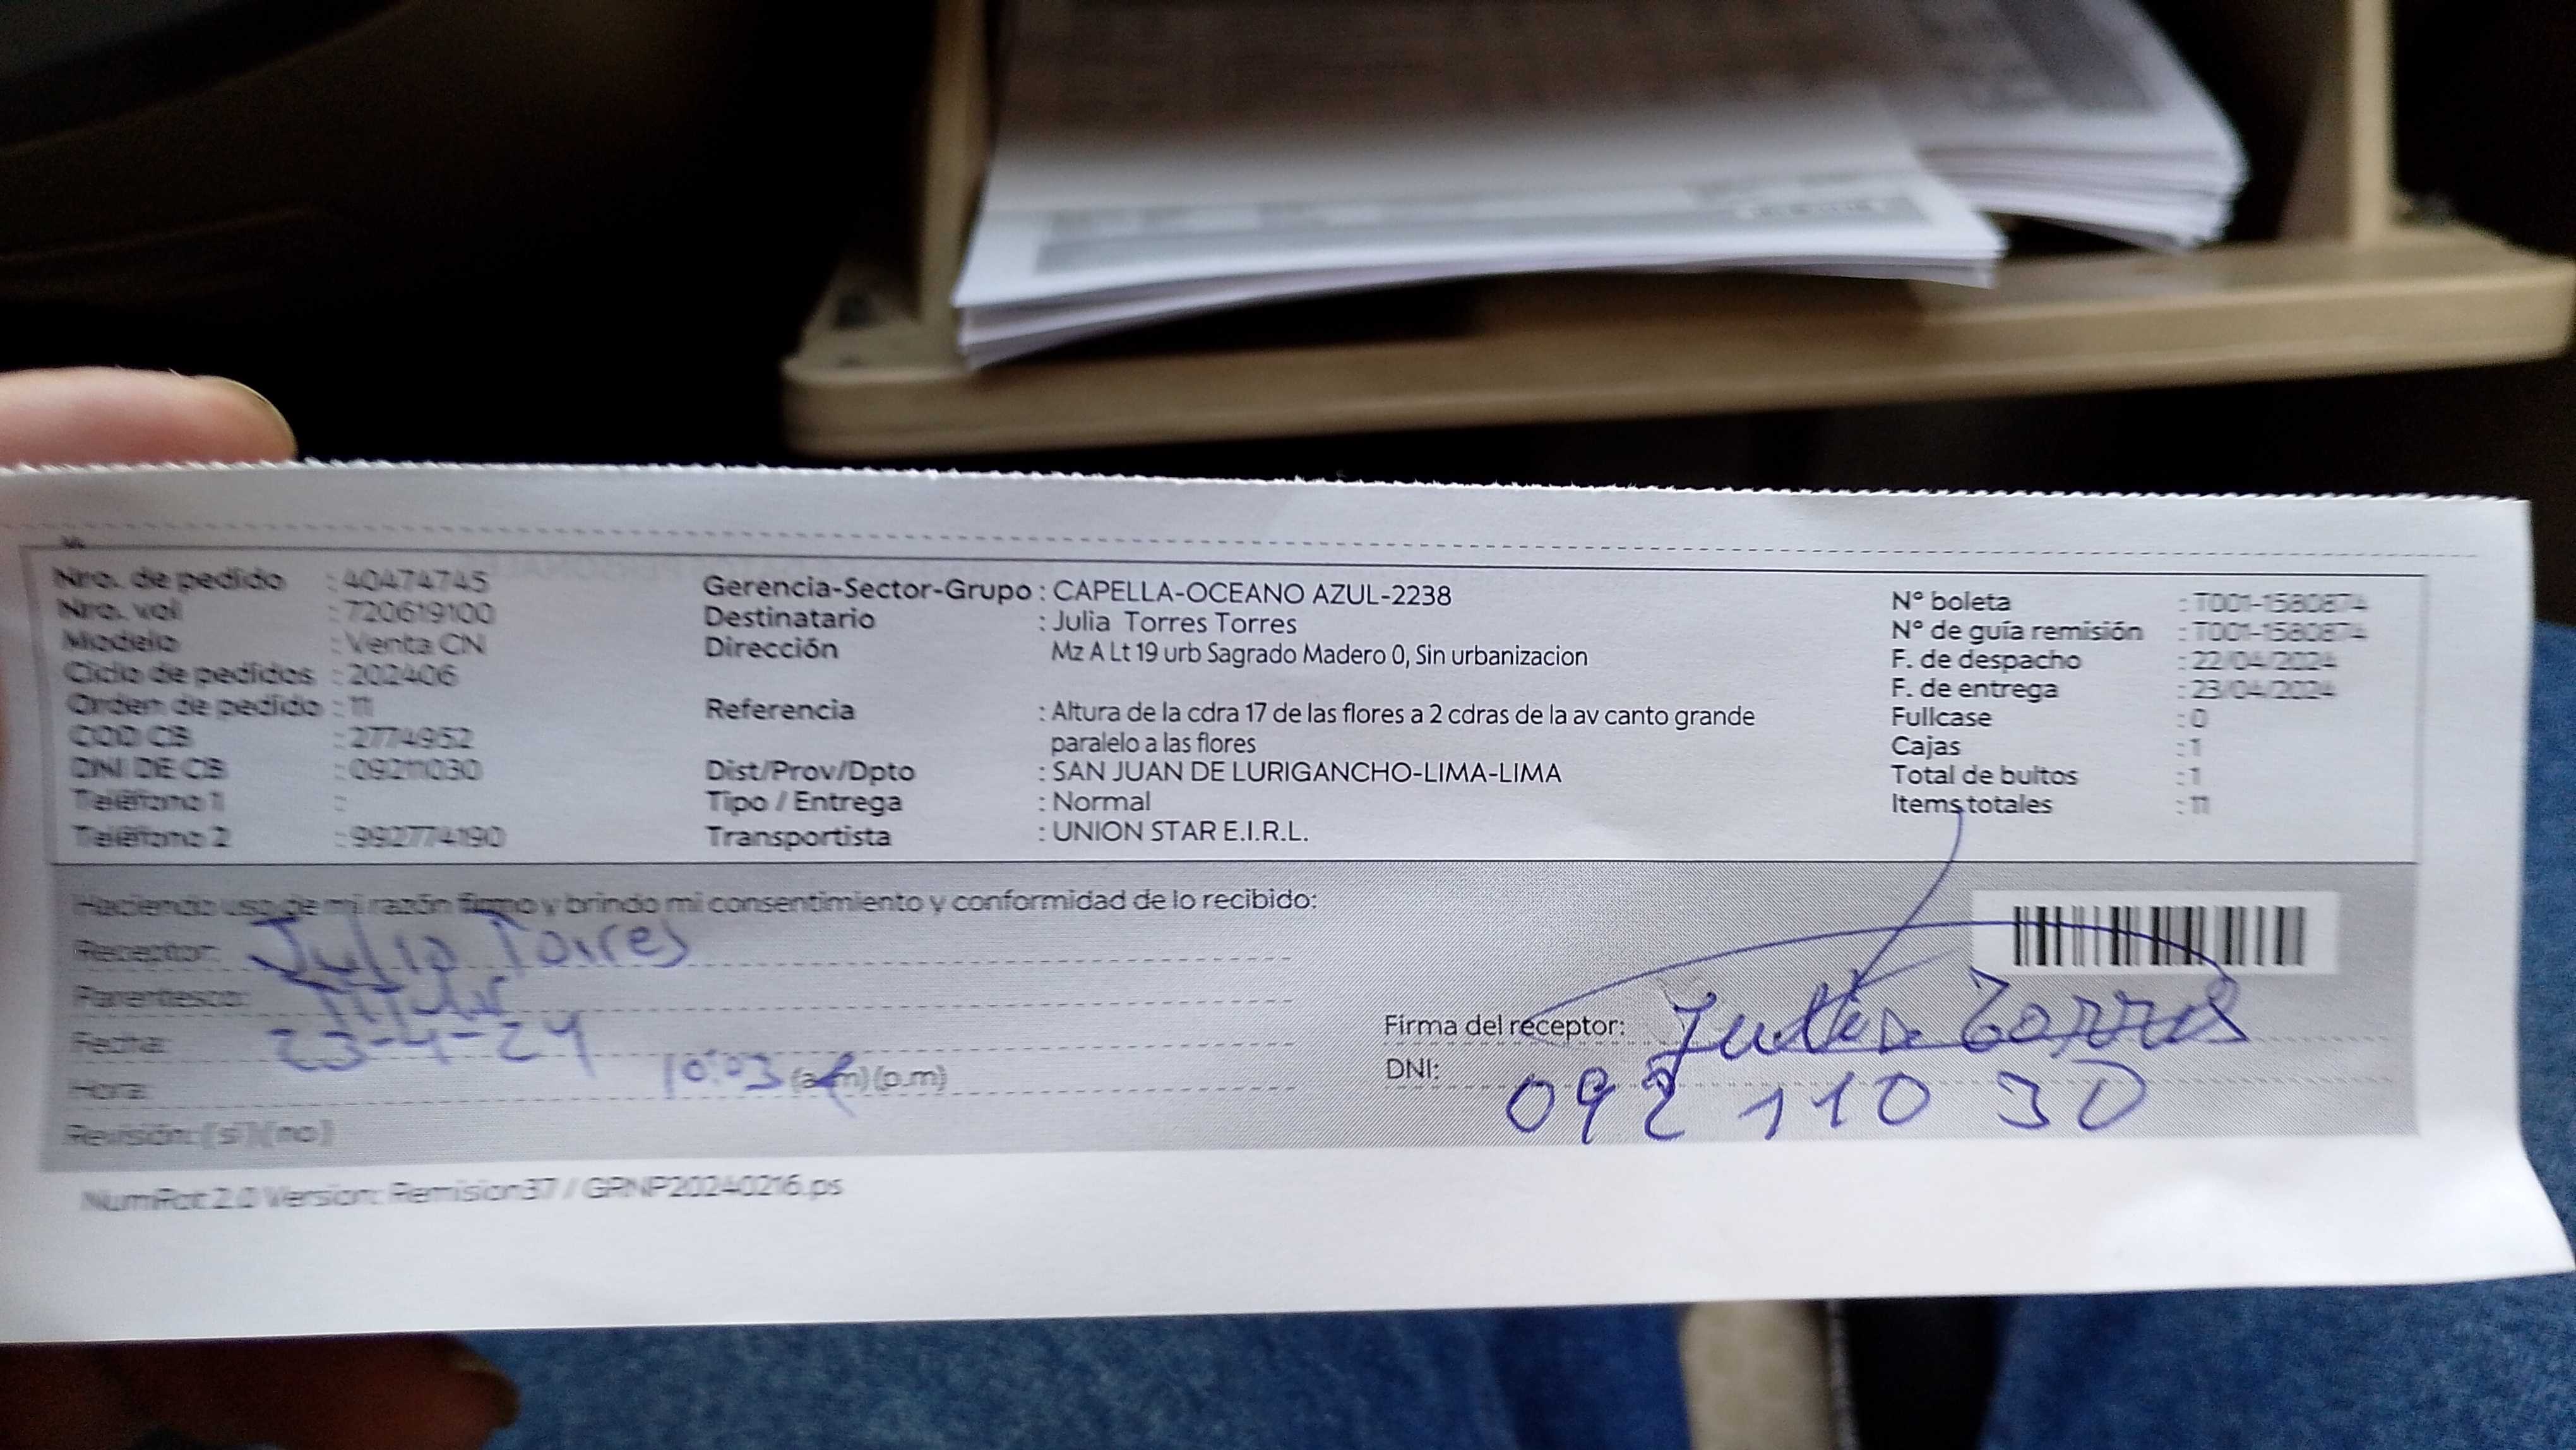 Nro. de pedido : 40474745
Nro. vol : 720619100
Modelo : Venta CN
Ciclo de pedidos : 202406
Orden de pedido : 11
COD CB : 2774952
DNI DE CB : 09211030
Teléfono 1 :
Teléfono 2 : 992774190
Gerencia-Sector-Grupo : CAPELLA-OCEANO AZUL-2238
Destinatario : Julia Torres Torres
Dirección Mz A Lt 19 urb Sagrado Madero 0, Sin urbanizacion
Referencia : Altura de la cdra 17 de las flores a 2 cdras de la av canto grande
paralelo a las flores
Dist/Prov/Dpto : SAN JUAN DE LURIGANCHO-LIMA-LIMA
Tipo / Entrega : Normal
Transportista : UNION STAR E.I.R.L.
N° boleta : T001-1580874
N° de guía remisión : T001-1580874
F. de despacho : 22/04/2024
F. de entrega : 23/04/2024
Fullcase : 0
Cajas : 1
Total de bultos : 1
Items totales : 11
Haciendo uso de mi razón firmo y brindo mi consentimiento y conformidad de lo recibido:
Receptor: Julia Torres
Parentesco: Titular
Fecha: 23-4-24
Hora: 10:03 (a.m) (p.m)
Revisión: (si) (no)
Firma del receptor: Julia Torres
DNI: 09211030
NumRot 2.0 Version: Remision37 / GRNP20240216.ps